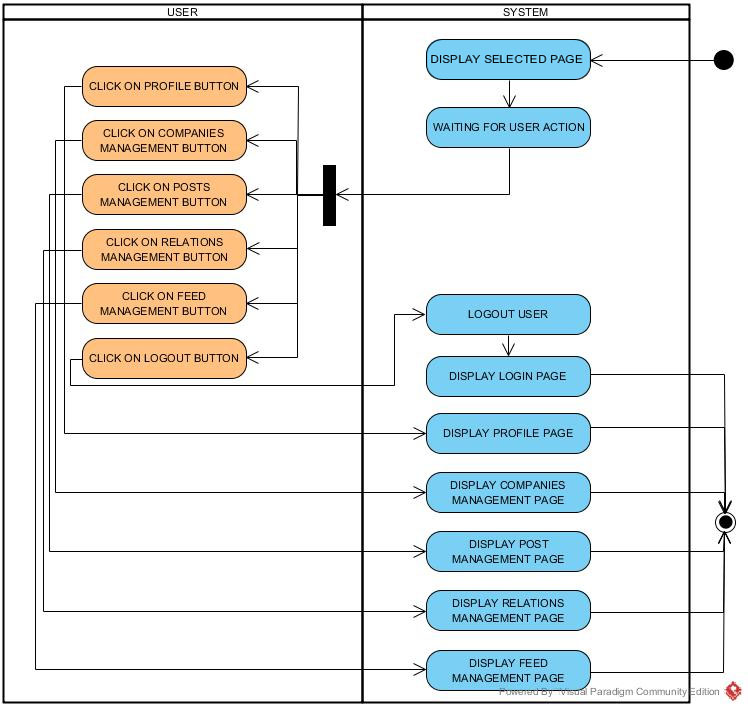 USER
SYSTEM
DISPLAY SELECTED PAGE
WAITING FOR USER ACTION
CLICK ON PROFILE BUTTON
CLICK ON COMPANIES
MANAGEMENT BUTTON
CLICK ON POSTS
MANAGEMENT BUTTON
CLICK ON RELATIONS
MANAGEMENT BUTTON
CLICK ON FEED
MANAGEMENT BUTTON
CLICK ON LOGOUT BUTTON
LOGOUT USER
DISPLAY LOGIN PAGE
DISPLAY PROFILE PAGE
DISPLAY COMPANIES
MANAGEMENT PAGE
DISPLAY POST
MANAGEMENT PAGE
DISPLAY RELATIONS
MANAGEMENT PAGE
DISPLAY FEED
MANAGEMENT PAGE
Powered By Visual Paradigm Community Edition